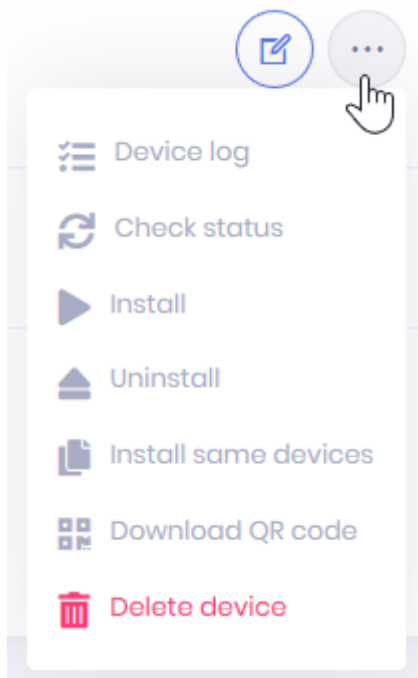 Device log
Check status
Install
Uninstall
Install same devices
Download QR code
Delete device